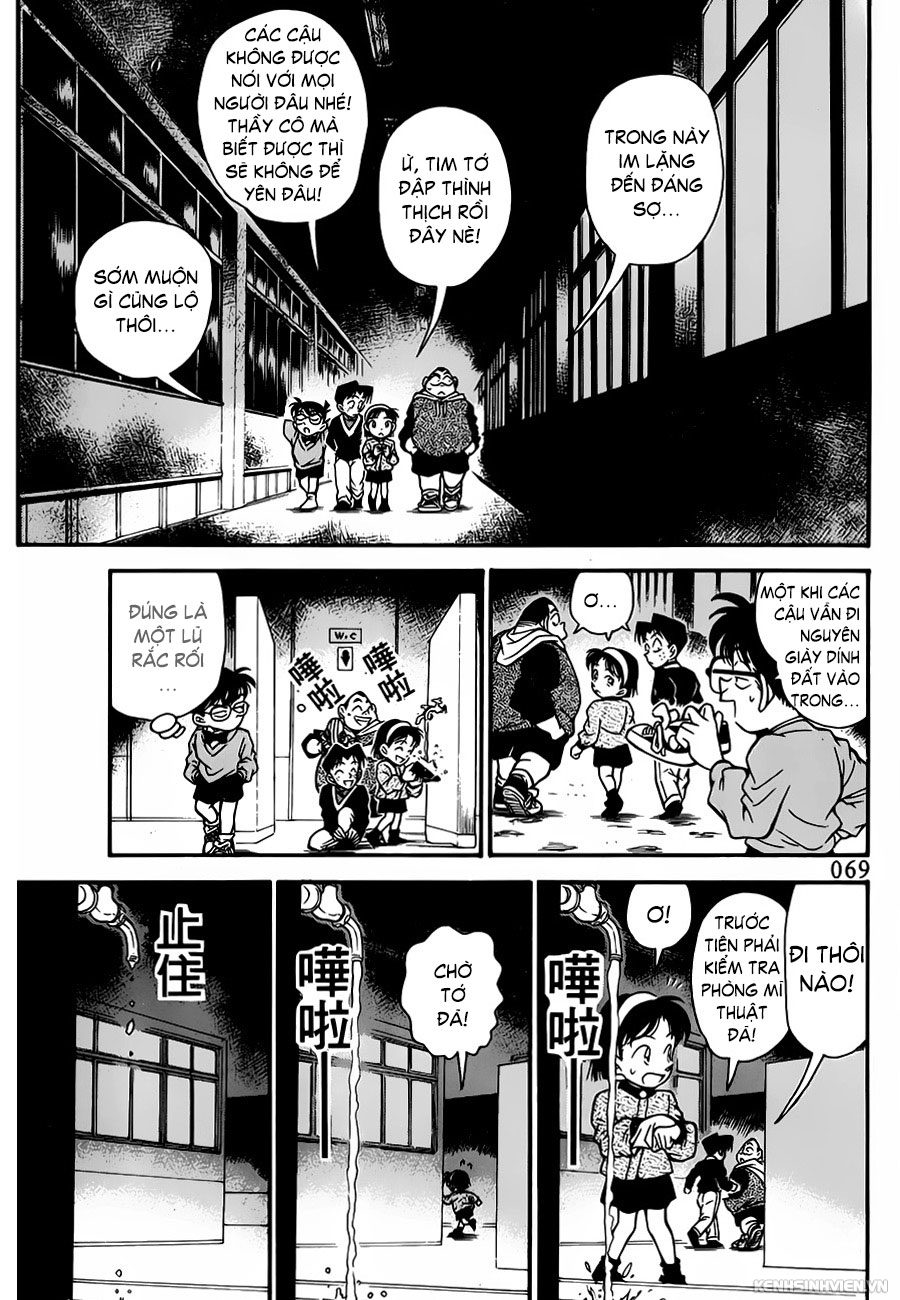 TRONG NÀY
IM LẶNG
ĐẾN ĐÁNG
SỢ...
Ừ, TIM TỚ
ĐẬP THÌNH
THỊCH RỒI
ĐÂY NÈ!
CÁC CẬU
KHÔNG ĐƯỢC
NÓI VỚI MỌI
NGƯỜI ĐÂU NHÉ!
THẦY CÔ MÀ
BIẾT ĐƯỢC THÌ
SẼ KHÔNG ĐỂ
YÊN ĐÂU!
SỚM MUỘN
GÌ CŨNG LỘ
THÔI...
MỘT KHI CÁC
CẬU VẪN ĐI
NGUYÊN
GIÀY DÍNH
ĐẤT VÀO
TRONG...
Ơ...
W.C
嘩啦
嘩啦。
ĐÚNG LÀ
MỘT LŨ
RẮC RỐI
...
069
ĐI THÔI
NÀO!
TRƯỚC
TIÊN PHẢI
KIỂM TRA
PHÒNG MĨ
THUẬT
ĐÃ!
Ơ!
嘩啦—
CHỜ
TỚ
ĐÃ!
嘩啦—
止住
KENHSINHVIEN.VN